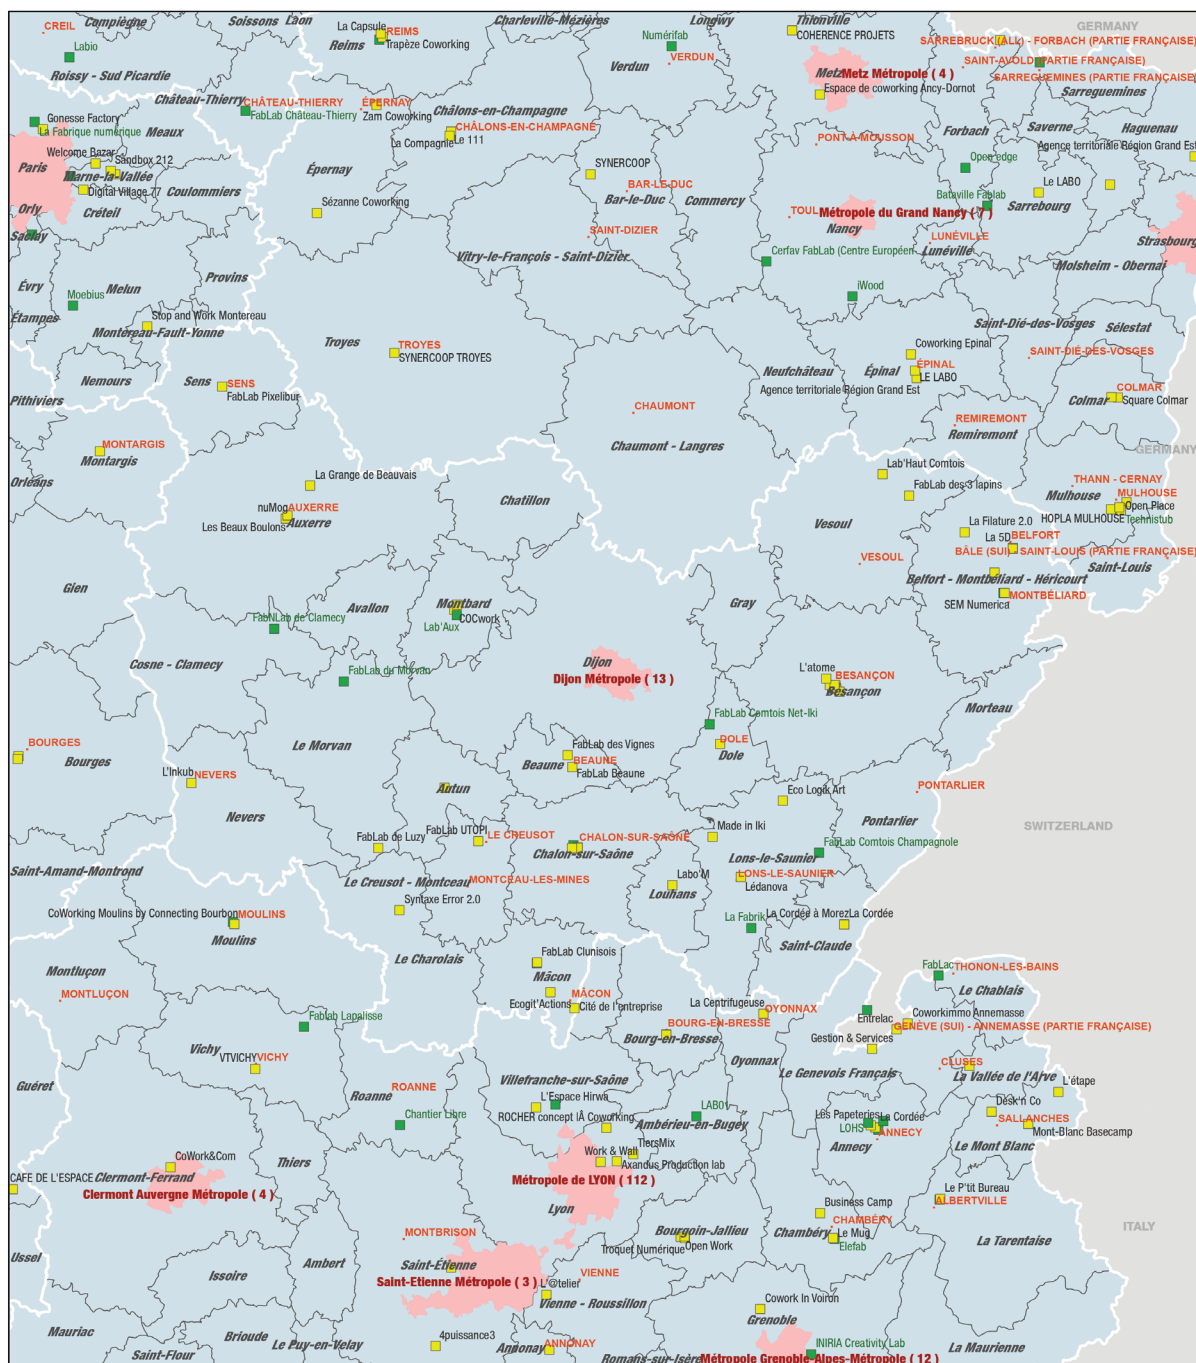 Compiègne
Soissons
Laon
Charleville-Mézières
Longwy
Thionville
GERMANY
CREIL
La Capsule
REIMS
Labio
Reims
Trapèze Coworking
Numérifab
COHERENCE PROJETS
SARREBRUCK (ALL) - FORBACH (PARTIE FRANÇAISE)
Roissy - Sud Picardie
Verdun
VERDUN
Metz
Metz Métropole ( 4 )
SAINT-AVOLD (PARTIE FRANÇAISE)
SARREGUEMINES (PARTIE FRANÇAISE)
Sarreguemines
Château-Thierry
CHÂTEAU-THIERRY
ÉPERNAY
Espace de coworking Ancy-Dornot
FabLab Château-Thierry
Zam Coworking
Châlons-en-Champagne
Gonesse Factory
La Fabrique numérique
Meaux
CHÂLONS-EN-CHAMPAGNE
La Compagnie
Le 111
PONT-À-MOUSSON
Forbach
Saverne
Haguenau
Agence territoriale Région Grand Est
Welcome Bazar
Sandbox 212
Paris
Marne-la-Vallée
Digital Village 77
Coulommiers
Épernay
SYNERCOOP
BAR-LE-DUC
Bar-le-Duc
Commercy
Open edge
Le LABO
Bataville Fablab
Sarrebourg
Orly
Créteil
Sézanne Coworking
TOUL
Métropole du Grand Nancy ( 7 )
Nancy
Saclay
SAINT-DIZIER
LUNÉVILLE
Lunéville
Strasbourg
Vitry-le-François - Saint-Dizier
Cerfav FabLab (Centre Européen
Molsheim - Obernai
Évry
Melun
Provins
Moebius
iWood
Étampes
Stop and Work Montereau
Montereau-Fault-Yonne
Saint-Dié-des-Vosges
Sélestat
Troyes
TROYES
SYNERCOOP TROYES
Coworking Epinal
SAINT-DIÉ-DES-VOSGES
Nemours
Sens
SENS
FabLab Pixelibur
Neufchâteau
Épinal
ÉPINAL
LE LABO
Agence territoriale Région Grand Est
COLMAR
Colmar
Square Colmar
Pithiviers
CHAUMONT
REMIREMONT
Remiremont
MONTARGIS
Montargis
Chaumont - Langres
GERMANY
Orléans
La Grange de Beauvais
Lab'Haut Comtois
FabLab des 3 lapins
THANN - CERNAY
Mulhouse
MULHOUSE
nuMog
AUXERRE
Les Beaux Boulons
Auxerre
Chatillon
Open Place
HOPLA MULHOUSE
Technistub
Vesoul
La Filature 2.0
La 5D
BELFORT
VESOUL
BÂLE (SUI) - SAINT-LOUIS (PARTIE FRANÇAISE)
Saint-Louis
Gien
Belfort - Montbéliard - Héricourt
MONTBÉLIARD
SEM Numerica
Avallon
Montbard
COCwork
Lab'Aux
Gray
FabNLab de Clamecy
Cosne - Clamecy
FabLab du Morvan
Dijon
Dijon Métropole ( 13 )
L'atome
BESANÇON
Besançon
Morteau
FabLab Comtois Net-Iki
Le Morvan
DOLE
Dole
BOURGES
Bourges
FabLab des Vignes
Beaune
BEAUNE
FabLab Beaune
L'Inkub
NEVERS
Autun
Eco Logik Art
PONTARLIER
Nevers
Pontarlier
SWITZERLAND
FabLab UTOPI
FabLab de Luzy
LE CREUSOT
CHALON-SUR-SAÔNE
Chalon-sur-Saône
Made in Iki
FabLab Comtois Champagnole
Lons-le-Saunier
LONS-LE-SAUNIER
Lédanova
Saint-Amand-Montrond
Le Creusot - Montceau
MONTCEAU-LES-MINES
Labo'M
Louhans
Syntaxe Error 2.0
CoWorking Moulins by Connecting Bourbon
MOULINS
Moulins
La Fabrik
La Cordée à Morez
La Cordée
Saint-Claude
Le Charolais
FabLab Clunisois
Mâcon
FabLac
THONON-LES-BAINS
Montluçon
MONTLUÇON
MÂCON
Ecogit'Actions
Cité de l'entreprise
La Centrifugeuse
OYONNAX
Le Chablais
Entrelac
Coworkimmo Annemasse
Fablab Lapalisse
BOURG-EN-BRESSE
Bourg-en-Bresse
GENÈVE (SUI) - ANNEMASSE (PARTIE FRANÇAISE)
Gestion & Services
Vichy
VTVICHY
VICHY
Oyonnax
Le Genevois Français
CLUSES
La Vallée de l'Arve
L'étape
Guéret
ROANNE
Roanne
Villefranche-sur-Saône
L'Espace Hirwa
ROCHER concept lÂ Coworking
Ambérieu-en-Bugey
LAB01
Desk'n Co
SALLANCHES
Mont-Blanc Basecamp
Chantier Libre
Les Papeteries
La Cordée
LOHS
ANNECY
Annecy
Le Mont Blanc
CoWork&Com
Thiers
CAFE DE L'ESPACE
Clermont-Ferrand
Clermont Auvergne Métropole ( 4 )
TiersMix
Work & Wall
Axandus Production lab
Métropole de LYON ( 112 )
Lyon
Le P'tit Bureau
ALBERTVILLE
Business Camp
CHAMBÉRY
Chambéry
Le Mug
Elefab
ITALY
MONTBRISON
Bourgoin-Jallieu
Troquet Numérique
Open Work
La Tarentaise
Ussel
Issoire
Ambert
Saint-Étienne
Saint-Etienne Métropole ( 3 )
L'@telier
VIENNE
Vienne - Roussillon
Cowork In Voiron
Grenoble
Mauriac
Brioude
Saint-Flour
Le Puy-en-Velay
4puissance3
Annonay
ANNONAY
Romans-sur-Isère
INIRIA Creativity Lab
Métropole Grenoble-Alpes-Métropole ( 12 )
La Maurienne